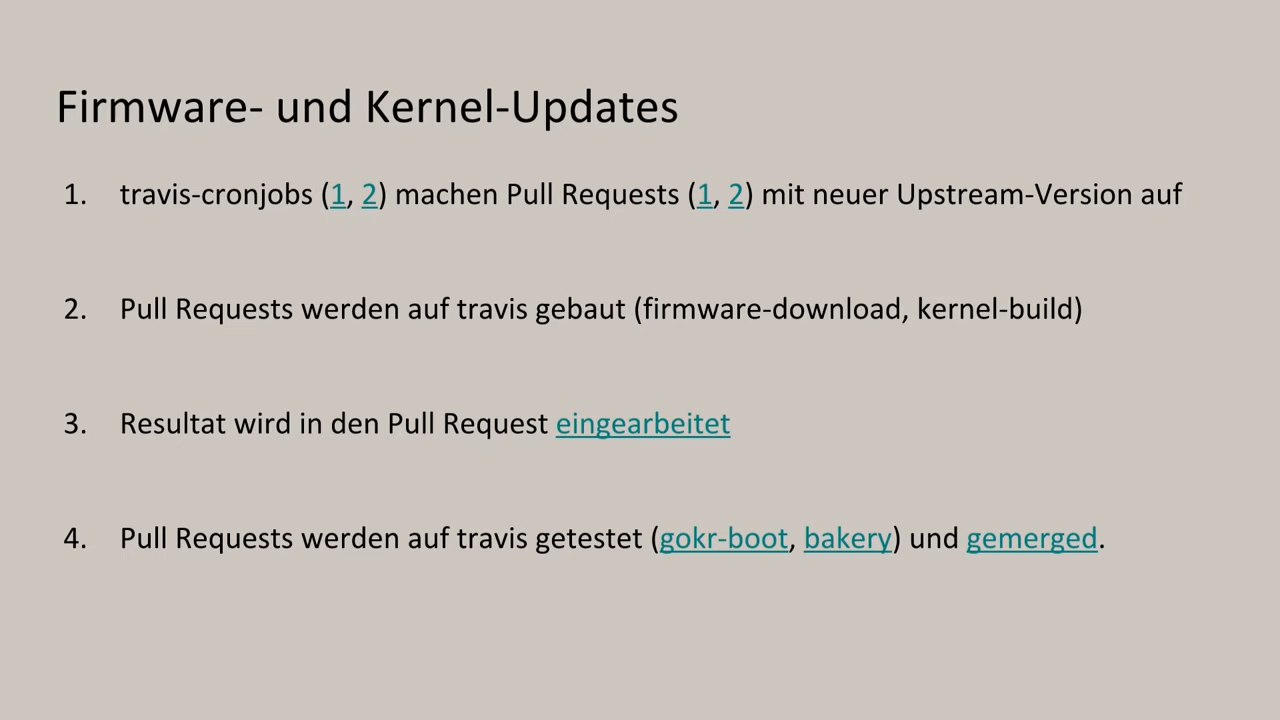 Firmware- und Kernel-Updates
1. travis-cronjobs (1, 2) machen Pull Requests (1, 2) mit neuer Upstream-Version auf
2. Pull Requests werden auf travis gebaut (firmware-download, kernel-build)
3. Resultat wird in den Pull Request eingearbeitet
4. Pull Requests werden auf travis getestet (gokr-boot, bakery) und gemerged.